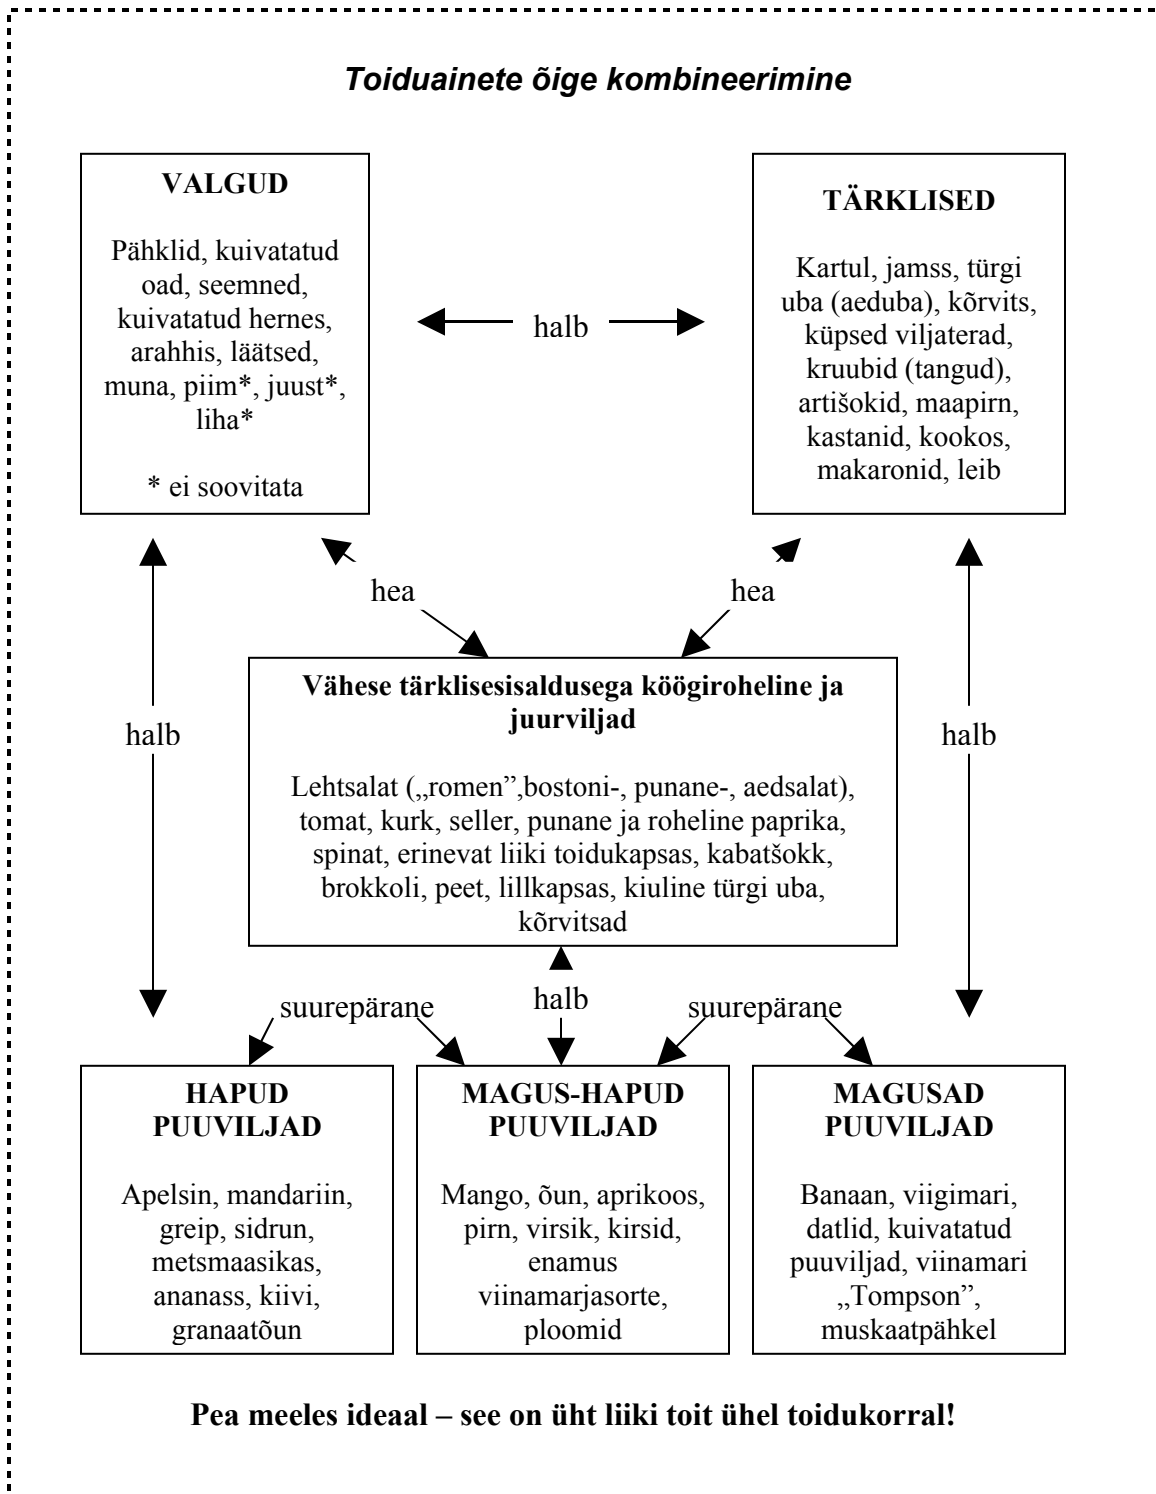 Toiduainete õige kombineerimine
VALGUD
Pähklid, kuivatatud
oad, seemned,
kuivatatud hernes,
arahhis, läätsed,
muna, piim*, juust*,
liha*
* ei soovitata
halb
TÄRKLISED
Kartul, jamss, türgi
uba (aeduba), kõrvits,
küpsed viljaterad,
kruubid (tangud),
artišokid, maapirn,
kastanid, kookos,
makaronid, leib
hea
hea
halb
halb
Vähese tärklisesisaldusega köögiroheline ja
juurviljad
Lehtsalat („romen”,bostoni-, punane-, aedsalat),
tomat, kurk, seller, punane ja roheline paprika,
spinat, erinevat liiki toidukapsas, kabatšokk,
brokkoli, peet, lillkapsas, kiuline türgi uba,
kõrvitsad
suurepärane
halb
suurepärane
HAPUD
PUUVILJAD
Apelsin, mandariin,
greip, sidrun,
metsmaasikas,
ananass, kiivi,
granaatõun
MAGUS-HAPUD
PUUVILJAD
Mango, õun, aprikoos,
pirn, virsik, kirsid,
enamus
viinamarjasorte,
ploomid
MAGUSAD
PUUVILJAD
Banaan, viigimari,
datlid, kuivatatud
puuviljad, viinamari
„Tompson”,
muskaatpähkel
Pea meeles ideaal – see on üht liiki toit ühel toidukorral!